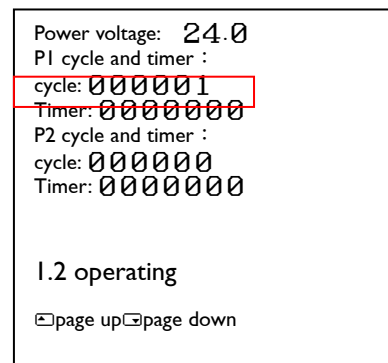 Power voltage: 24.0
P1 cycle and timer：
cycle: 000001
Timer: 0000000
P2 cycle and timer：
cycle: 000000
Timer: 0000000
1.2 operating
page up page down